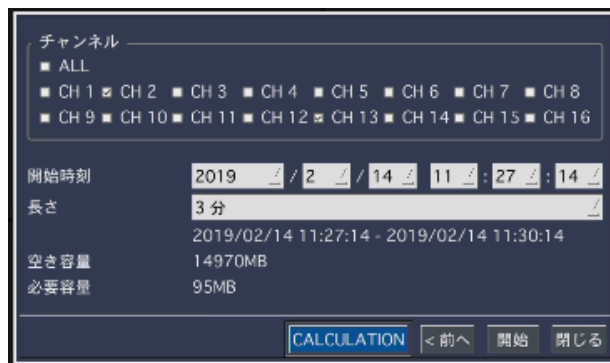 チャンネル
ALL
CH 1 CH 2 CH 3 CH 4 CH 5 CH 6 CH 7 CH 8
CH 9 CH 10 CH 11 CH 12 CH 13 CH 14 CH 15 CH 16
開始時刻 2019 / 2 / 14 11 : 27 : 14
長さ 3 分
2019/02/14 11:27:14 - 2019/02/14 11:30:14
空き容量 14970MB
必要容量 95MB
CALCULATION <前へ 開始 閉じる